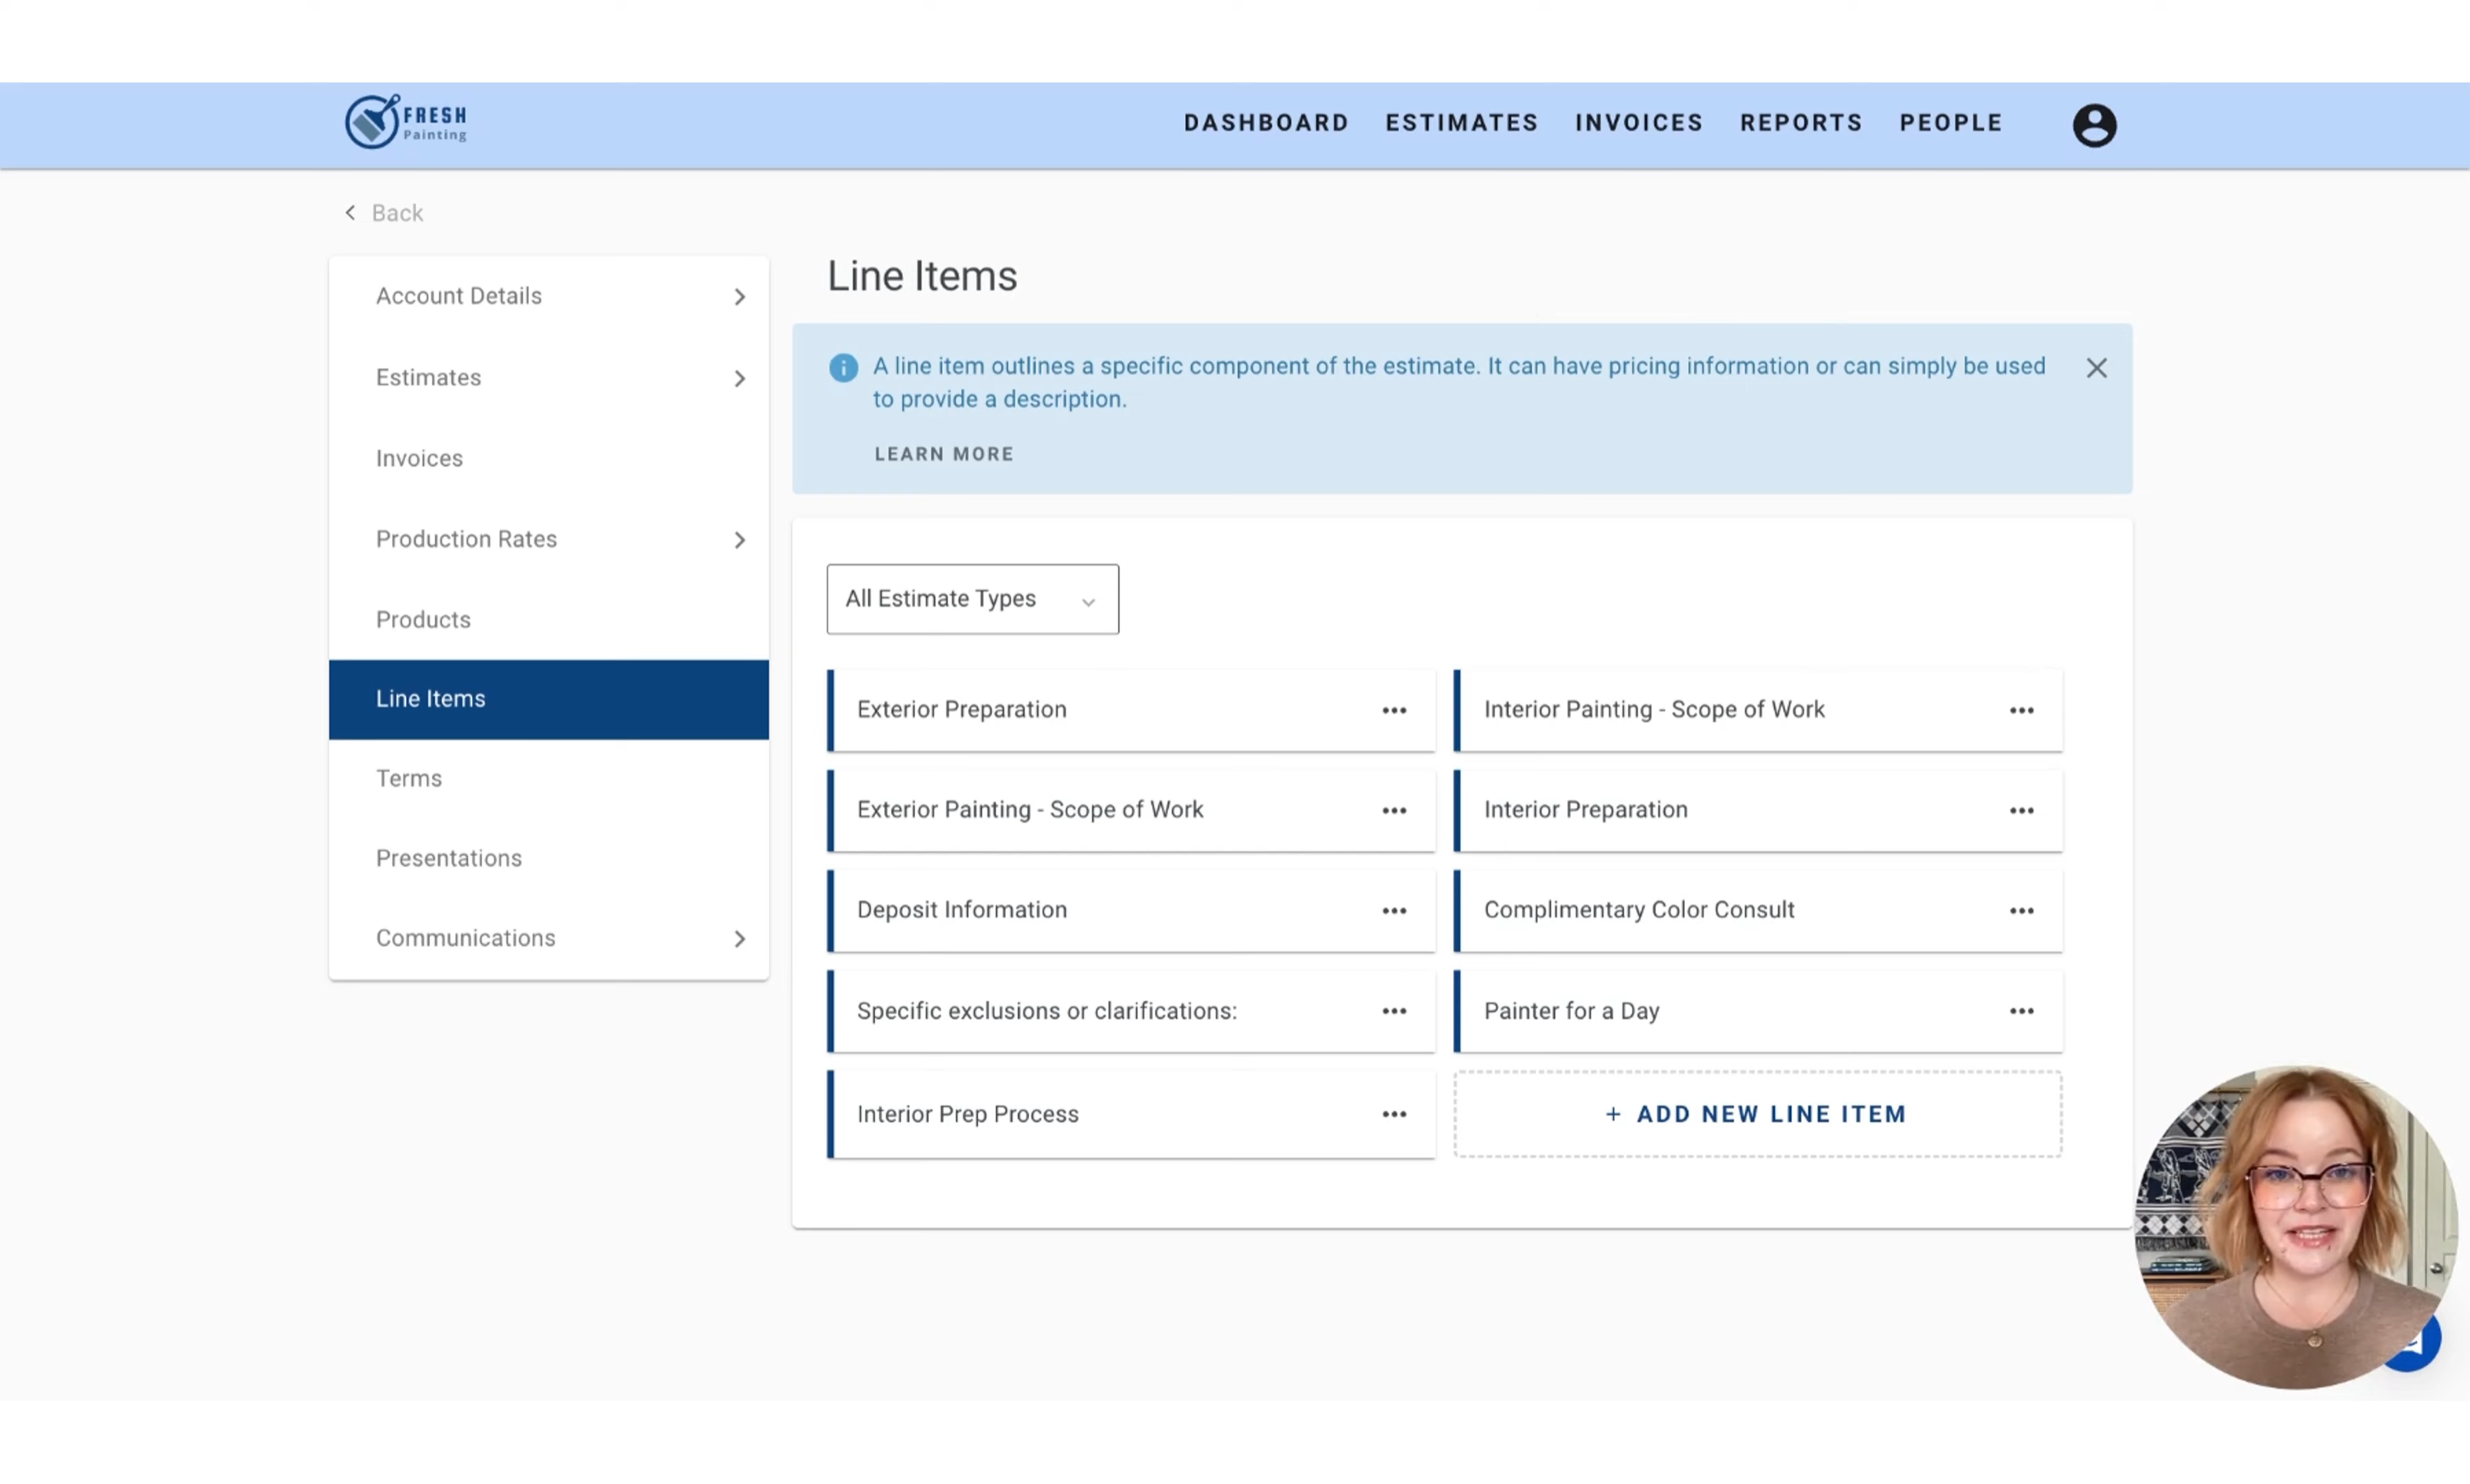 FRESH
Painting
DASHBOARD
ESTIMATES
INVOICES
REPORTS
PEOPLE
Back
Account Details
Estimates
Invoices
Production Rates
Products
Line Items
Terms
Presentations
Communications
Line Items
A line item outlines a specific component of the estimate. It can have pricing information or can simply be used
to provide a description.
LEARN MORE
All Estimate Types
Exterior Preparation
Interior Painting - Scope of Work
Exterior Painting - Scope of Work
Interior Preparation
Deposit Information
Complimentary Color Consult
Specific exclusions or clarifications:
Painter for a Day
Interior Prep Process
+ ADD NEW LINE ITEM